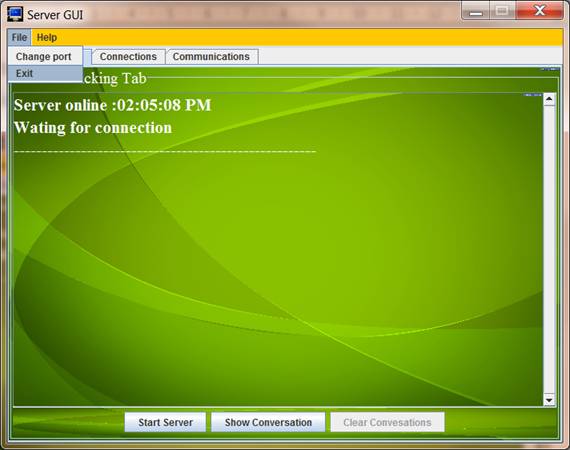 Server GUI
File Help
Change port Connections Communications
Exit cking Tab
Server online :02:05:08 PM
Wating for connection
--------------------------------------------------------------
Start Server Show Conversation Clear Convesations